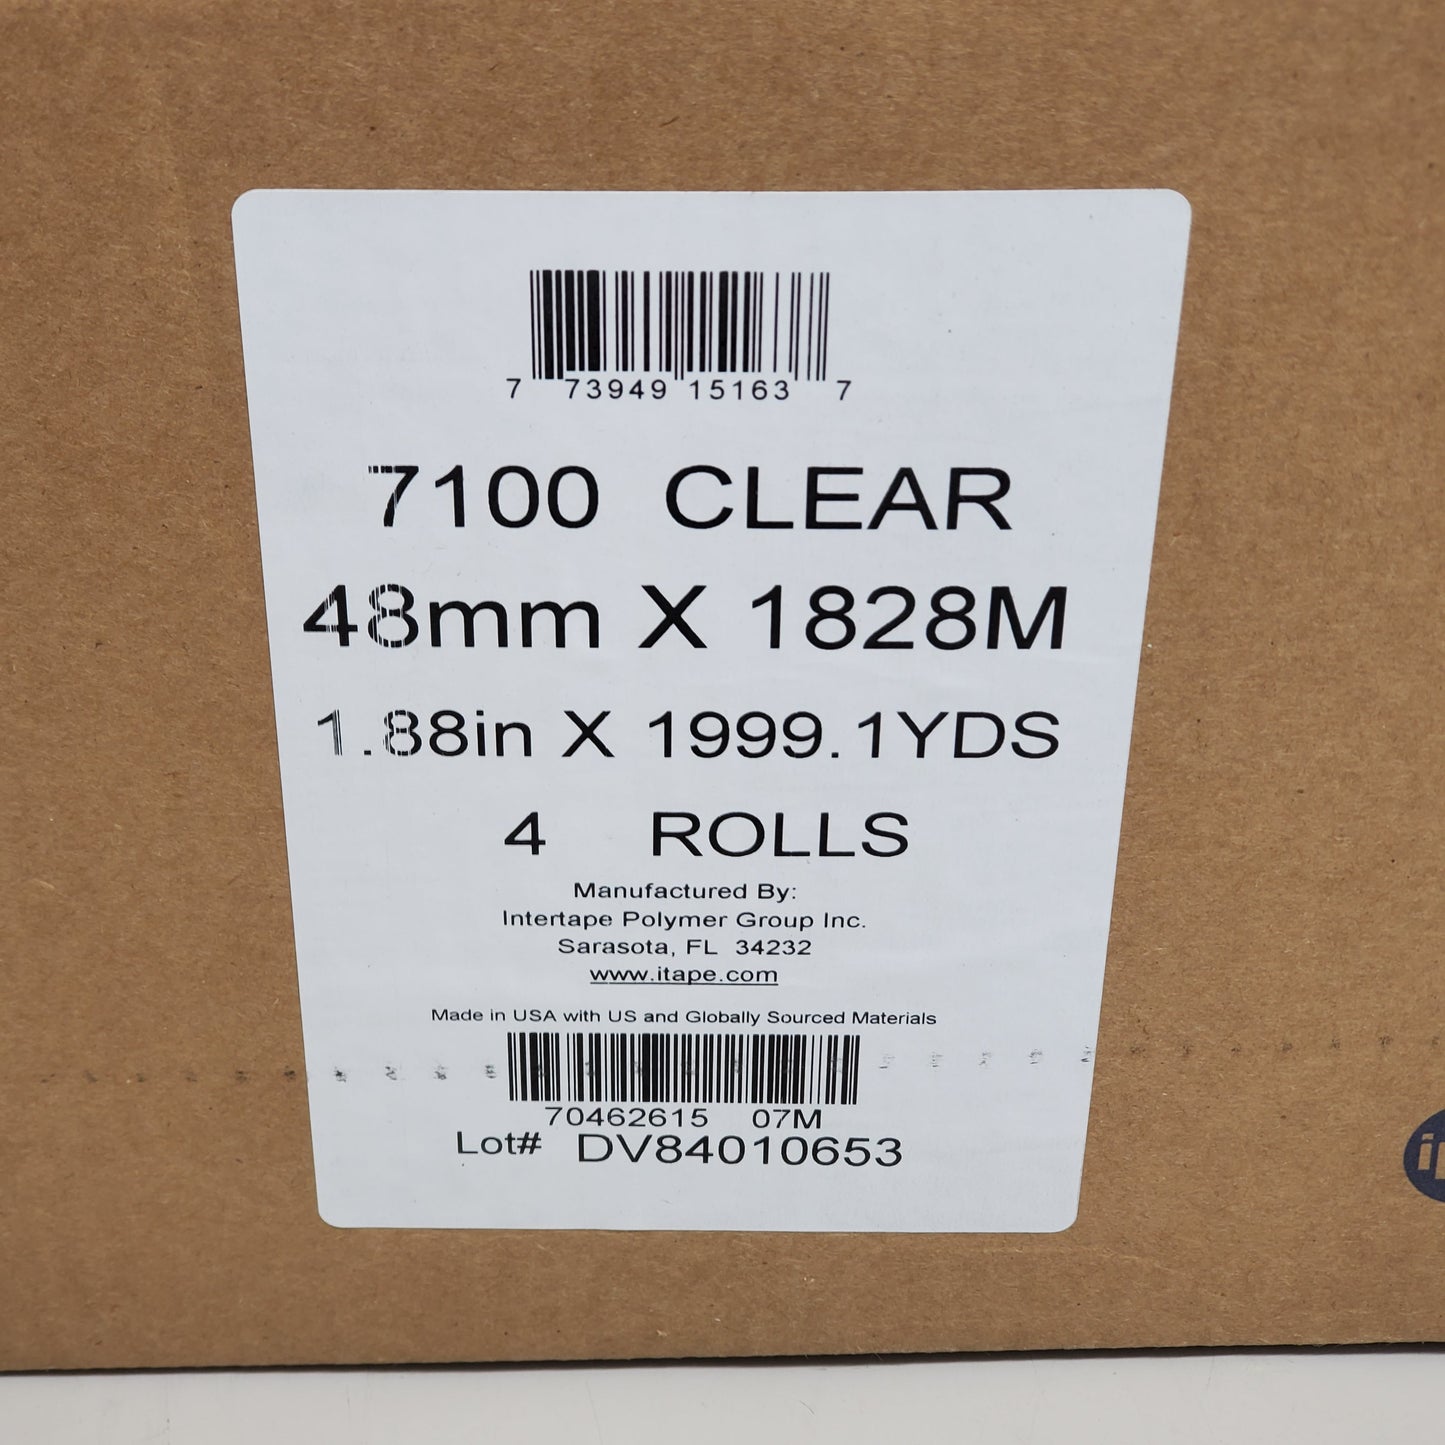 7 73949 15163 7
7100 CLEAR
48mm X 1828M
1.88in X 1999.1YDS
4 ROLLS
Manufactured By:
Intertape Polymer Group Inc.
Sarasota, FL 34232
www.itape.com
Made in USA with US and Globally Sourced Materials
70462615 07M
Lot# DV84010653